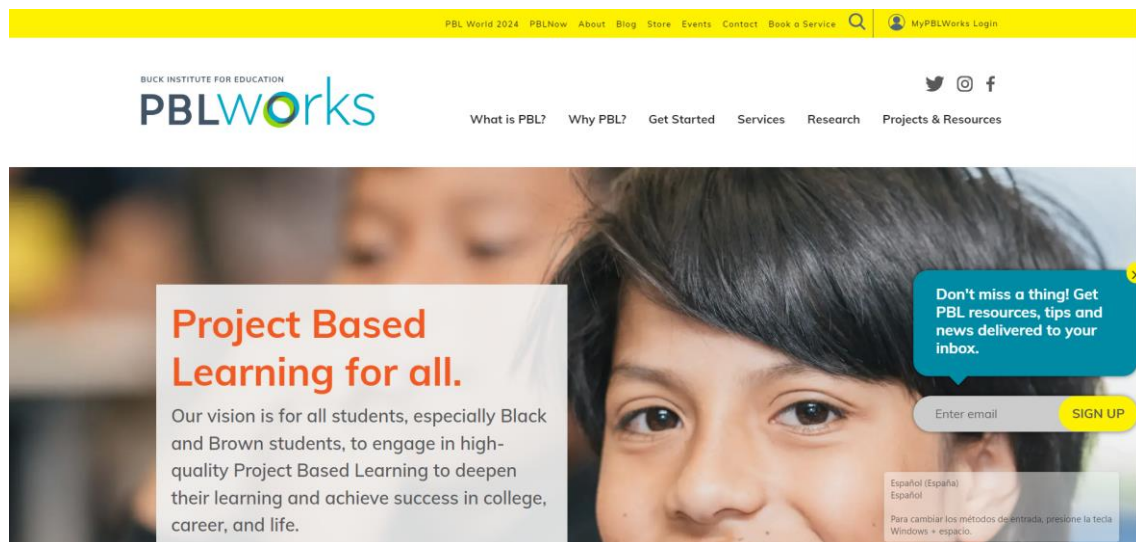 PBL World 2024 PBLNow About Blog Store Events Contact Book a Service
MyPBLWorks Login
BUCK INSTITUTE FOR EDUCATION
PBLWorks
What is PBL? Why PBL? Get Started Services Research Projects & Resources
Project Based
Learning for all.
Our vision is for all students, especially Black
and Brown students, to engage in high-
quality Project Based Learning to deepen
their learning and achieve success in college,
career, and life.
Don't miss a thing! Get
PBL resources, tips and
news delivered to your
inbox.
Enter email SIGN UP
Español (España)
Español
Para cambiar los métodos de entrada, presione la tecla
Windows + espacio.